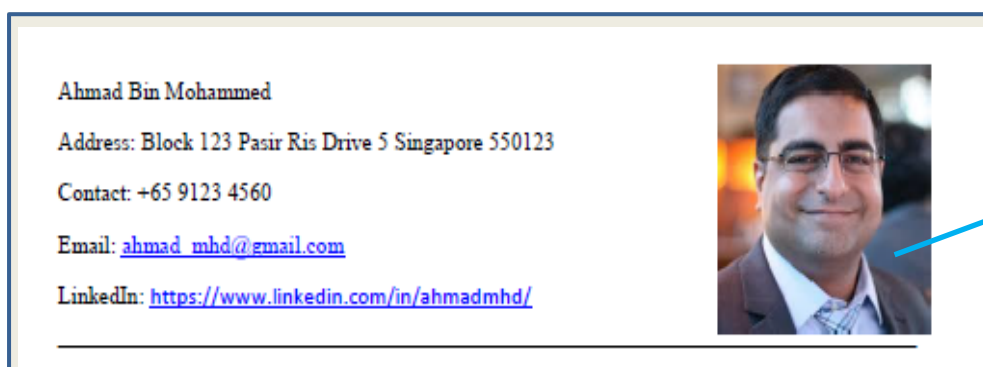 Ahmad Bin Mohammed
Address: Block 123 Pasir Ris Drive 5 Singapore 550123
Contact: +65 9123 4560
Email: ahmad_mhd@gmail.com
LinkedIn: https://www.linkedin.com/in/ahmadmhd/